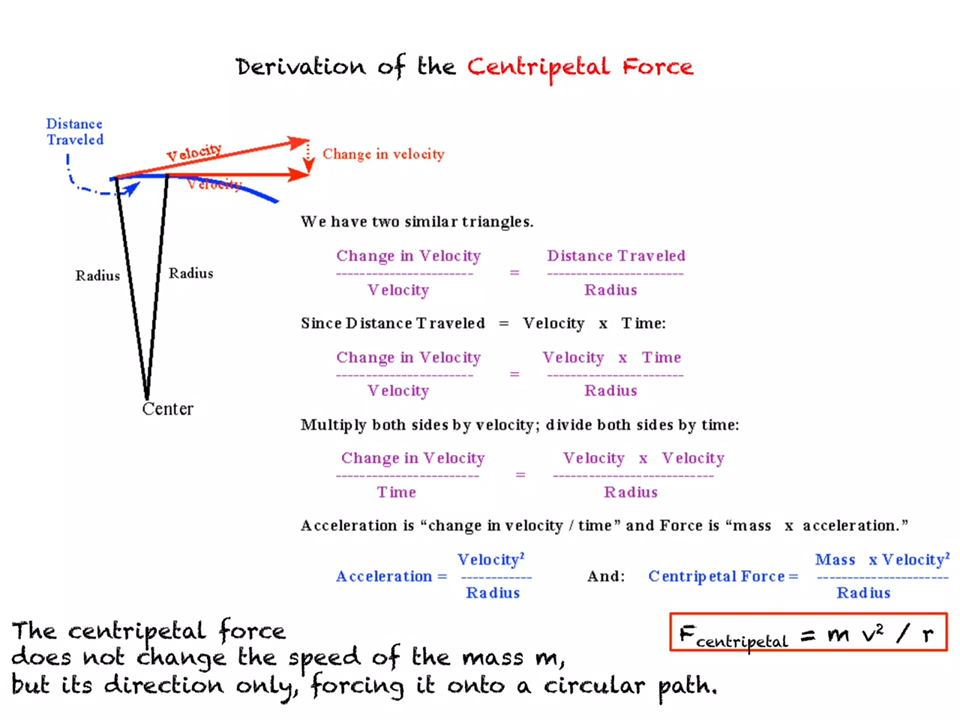 Derivation of the Centripetal Force
Distance
Traveled
Velocity
Change in velocity
Velocity
Radius
Radius
Center
We have two similar triangles.
Change in Velocity Distance Traveled
----------------------- = -----------------------
Velocity Radius
Since Distance Traveled = Velocity x Time:
Change in Velocity Velocity x Time
----------------------- = -----------------------
Velocity Radius
Multiply both sides by velocity; divide both sides by time:
Change in Velocity Velocity x Velocity
------------------------ = ---------------------------
Time Radius
Acceleration is “change in velocity / time” and Force is “mass x acceleration.”
Velocity² Mass x Velocity²
Acceleration = ------------ And: Centripetal Force = ----------------------
Radius Radius
The centripetal force
does not change the speed of the mass m,
but its direction only, forcing it onto a circular path.
Fcentripetal = m v² / r